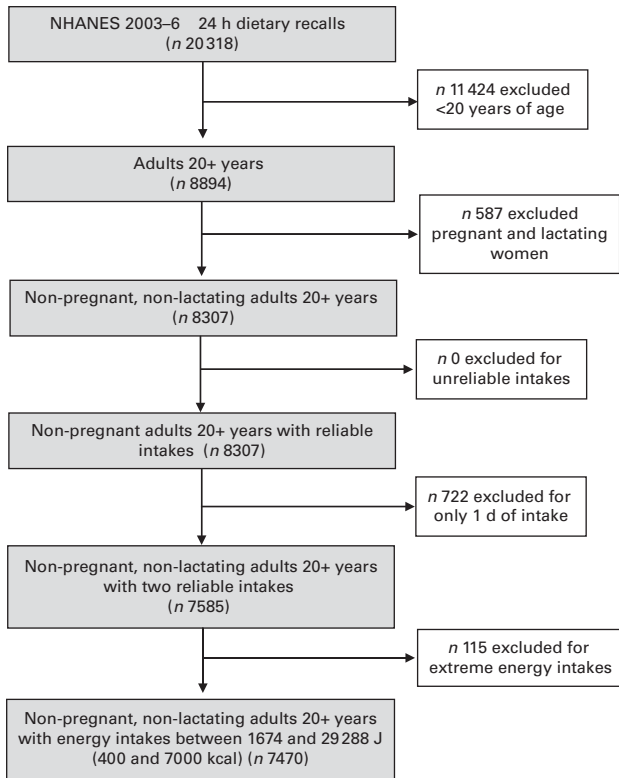 NHANES 2003–6 24 h dietary recalls
(n 20 318)
n 11 424 excluded
<20 years of age
Adults 20+ years
(n 8894)
n 587 excluded
pregnant and lactating
women
Non-pregnant, non-lactating adults 20+ years
(n 8307)
n 0 excluded for
unreliable intakes
Non-pregnant adults 20+ years with reliable
intakes (n 8307)
n 722 excluded for
only 1 d of intake
Non-pregnant, non-lactating adults 20+ years
with two reliable intakes
(n 7585)
n 115 excluded for
extreme energy intakes
Non-pregnant, non-lactating adults 20+ years
with energy intakes between 1674 and 29 288 J
(400 and 7000 kcal) (n 7470)